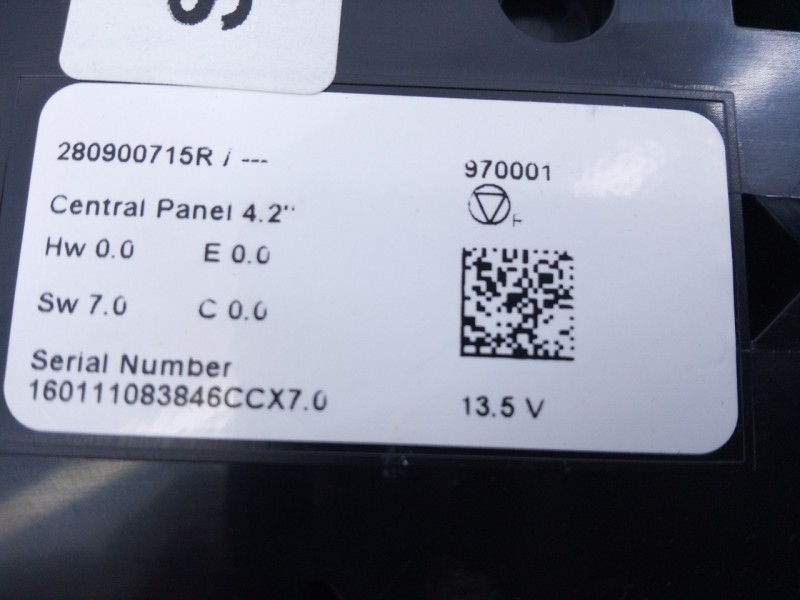 S
280900715R / ---
970001
Central Panel 4.2"
F
Hw 0.0 E 0.0
Sw 7.0 C 0.0
Serial Number
160111083846CCX7.0
13.5 V